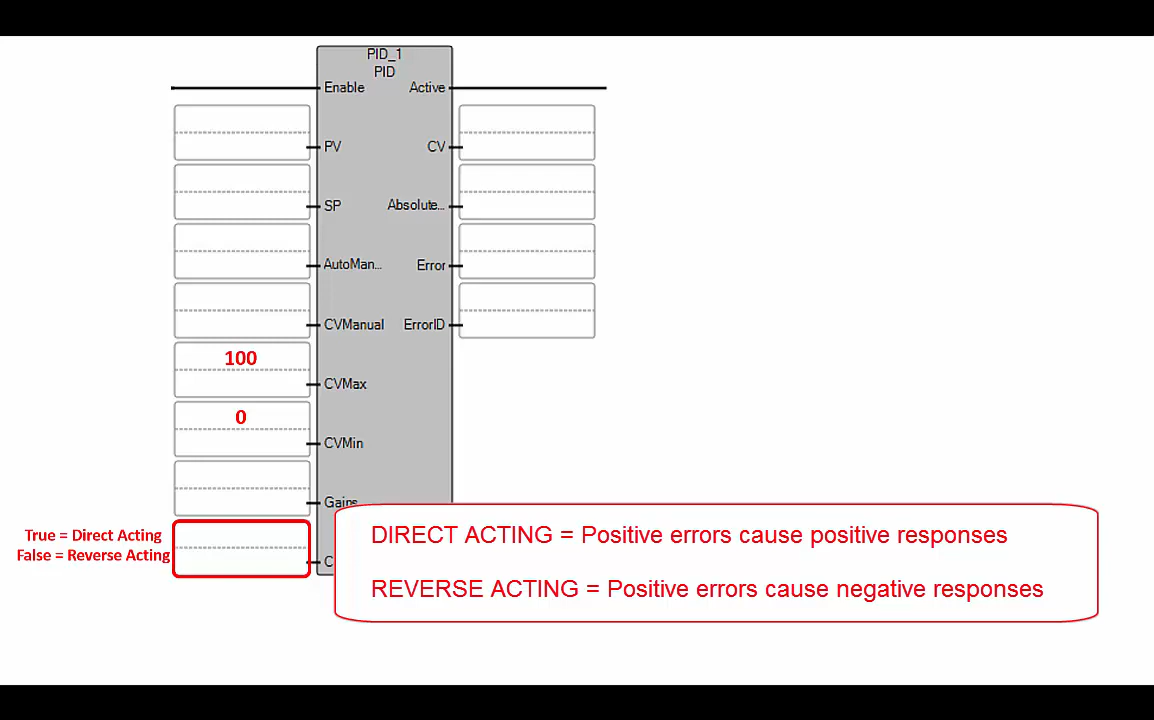 PID_1
PID
Enable Active
PV CV
SP Absolute...
AutoMan... Error
CVManual ErrorID
100
CVMax
0
CVMin
Gains
True = Direct Acting
False = Reverse Acting
C
DIRECT ACTING = Positive errors cause positive responses
REVERSE ACTING = Positive errors cause negative responses